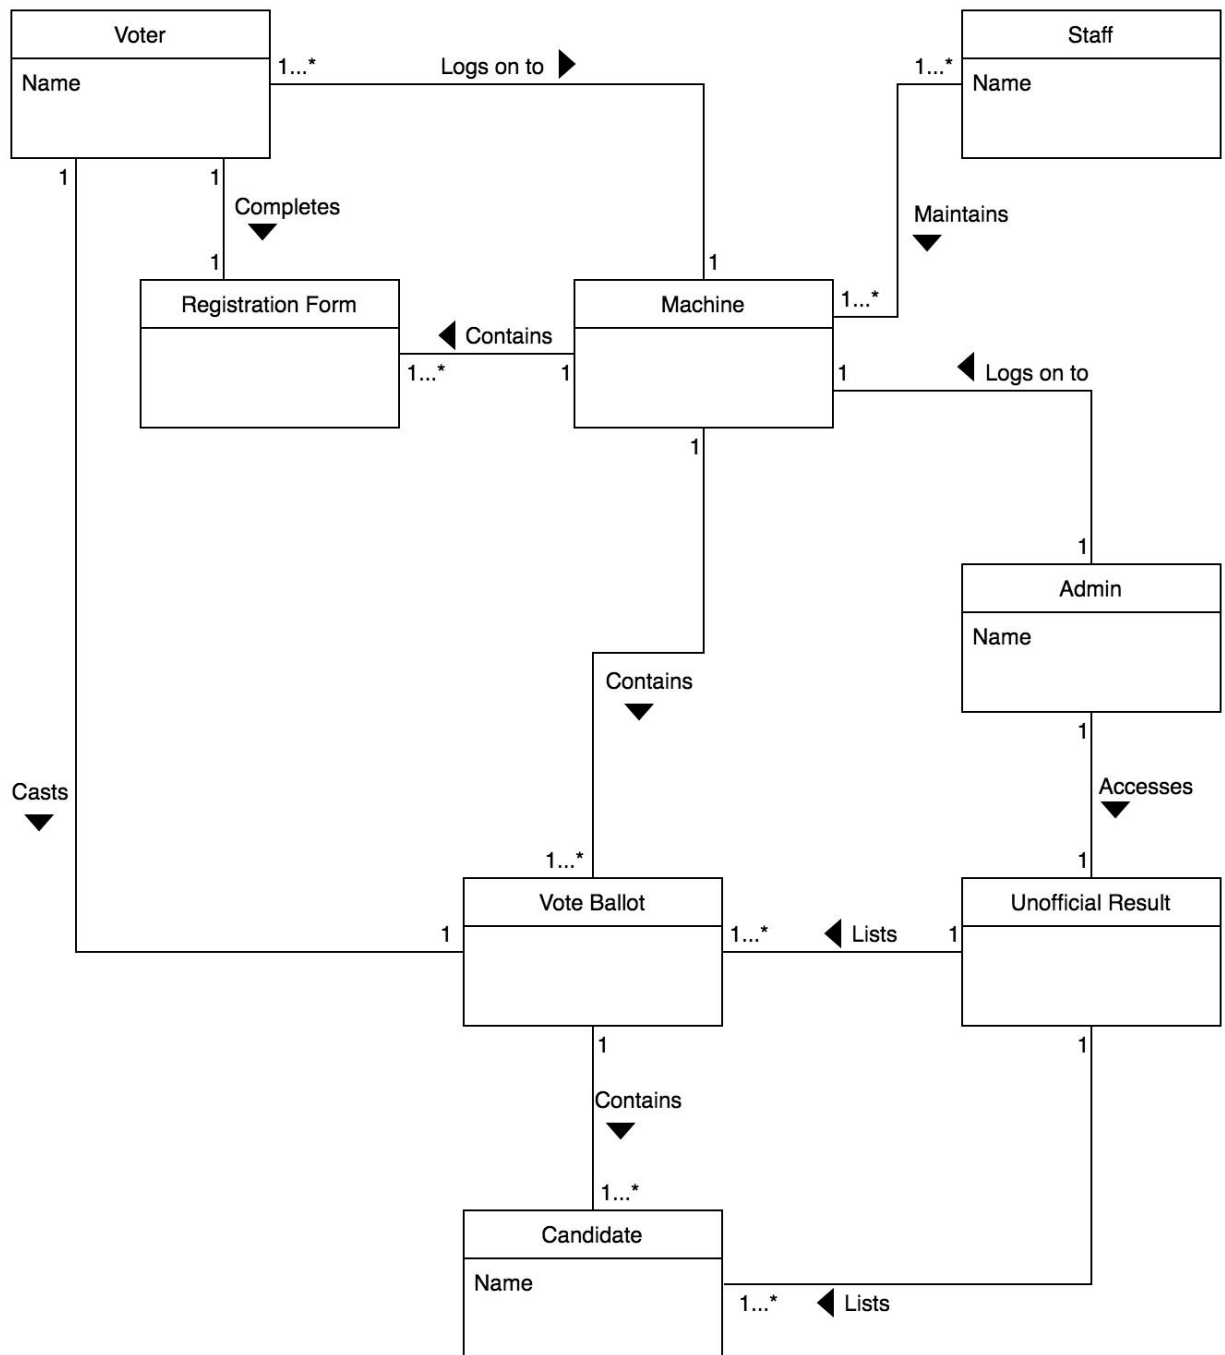 Voter
Name
1...*
Logs on to
1...*
Staff
Name
1
1
Completes
Maintains
1
1
Registration Form
Machine
1...*
Contains
1...*
1
1
Logs on to
1
1
Admin
Name
Contains
1
Casts
Accesses
1...*
1
Vote Ballot
Unofficial Result
1
1...*
Lists
1
1
1
Contains
1...*
Candidate
Name
1...*
Lists